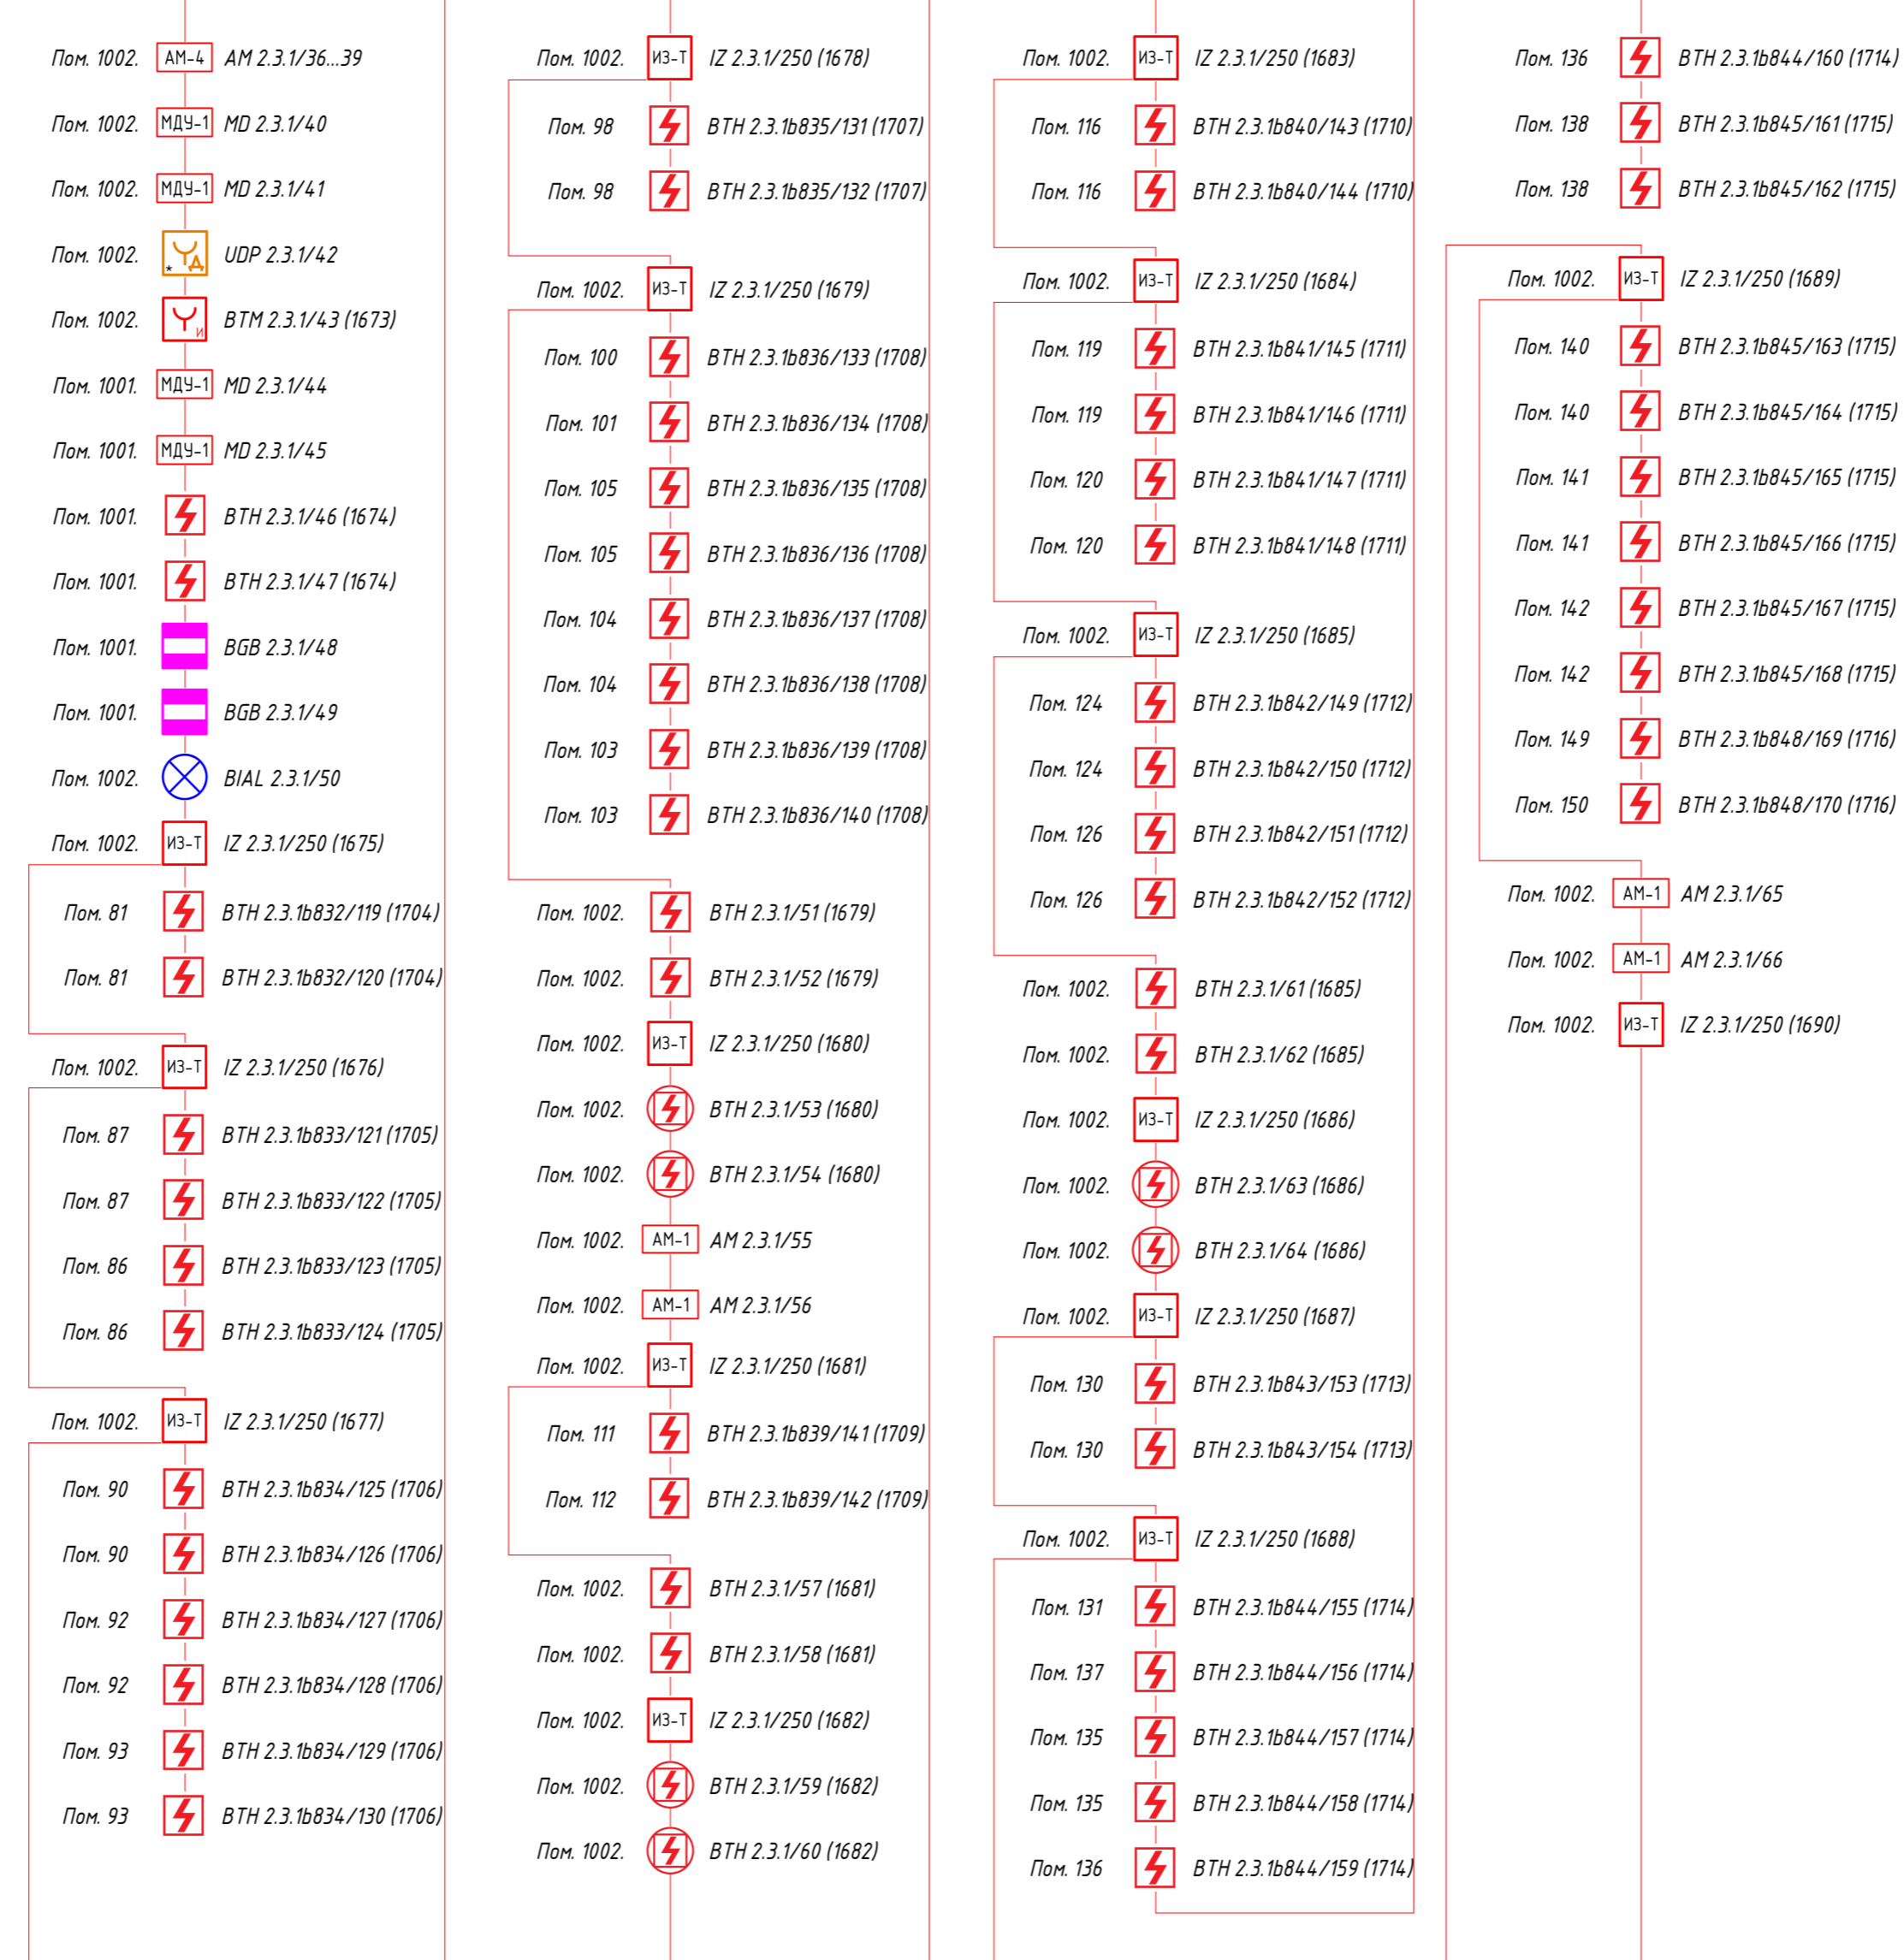 Пом. 1002. АМ-4 AM 2.3.1/36...39
Пом. 1002. МДУ-1 MD 2.3.1/40
Пом. 1002. МДУ-1 MD 2.3.1/41
Пом. 1002. * Д UDP 2.3.1/42
Пом. 1002. И BTM 2.3.1/43 (1673)
Пом. 1001. МДУ-1 MD 2.3.1/44
Пом. 1001. МДУ-1 MD 2.3.1/45
Пом. 1001. BTH 2.3.1/46 (1674)
Пом. 1001. BTH 2.3.1/47 (1674)
Пом. 1001. BGB 2.3.1/48
Пом. 1001. BGB 2.3.1/49
Пом. 1002. BIAL 2.3.1/50
Пом. 1002. ИЗ-Т IZ 2.3.1/250 (1675)
Пом. 81 BTH 2.3.1b832/119 (1704)
Пом. 81 BTH 2.3.1b832/120 (1704)
Пом. 1002. ИЗ-Т IZ 2.3.1/250 (1676)
Пом. 87 BTH 2.3.1b833/121 (1705)
Пом. 87 BTH 2.3.1b833/122 (1705)
Пом. 86 BTH 2.3.1b833/123 (1705)
Пом. 86 BTH 2.3.1b833/124 (1705)
Пом. 1002. ИЗ-Т IZ 2.3.1/250 (1677)
Пом. 90 BTH 2.3.1b834/125 (1706)
Пом. 90 BTH 2.3.1b834/126 (1706)
Пом. 92 BTH 2.3.1b834/127 (1706)
Пом. 92 BTH 2.3.1b834/128 (1706)
Пом. 93 BTH 2.3.1b834/129 (1706)
Пом. 93 BTH 2.3.1b834/130 (1706)
Пом. 1002. ИЗ-Т IZ 2.3.1/250 (1678)
Пом. 98 BTH 2.3.1b835/131 (1707)
Пом. 98 BTH 2.3.1b835/132 (1707)
Пом. 1002. ИЗ-Т IZ 2.3.1/250 (1679)
Пом. 100 BTH 2.3.1b836/133 (1708)
Пом. 101 BTH 2.3.1b836/134 (1708)
Пом. 105 BTH 2.3.1b836/135 (1708)
Пом. 105 BTH 2.3.1b836/136 (1708)
Пом. 104 BTH 2.3.1b836/137 (1708)
Пом. 104 BTH 2.3.1b836/138 (1708)
Пом. 103 BTH 2.3.1b836/139 (1708)
Пом. 103 BTH 2.3.1b836/140 (1708)
Пом. 1002. BTH 2.3.1/51 (1679)
Пом. 1002. BTH 2.3.1/52 (1679)
Пом. 1002. ИЗ-Т IZ 2.3.1/250 (1680)
Пом. 1002. BTH 2.3.1/53 (1680)
Пом. 1002. BTH 2.3.1/54 (1680)
Пом. 1002. АМ-1 AM 2.3.1/55
Пом. 1002. АМ-1 AM 2.3.1/56
Пом. 1002. ИЗ-Т IZ 2.3.1/250 (1681)
Пом. 111 BTH 2.3.1b839/141 (1709)
Пом. 112 BTH 2.3.1b839/142 (1709)
Пом. 1002. BTH 2.3.1/57 (1681)
Пом. 1002. BTH 2.3.1/58 (1681)
Пом. 1002. ИЗ-Т IZ 2.3.1/250 (1682)
Пом. 1002. BTH 2.3.1/59 (1682)
Пом. 1002. BTH 2.3.1/60 (1682)
Пом. 1002. ИЗ-Т IZ 2.3.1/250 (1683)
Пом. 116 BTH 2.3.1b840/143 (1710)
Пом. 116 BTH 2.3.1b840/144 (1710)
Пом. 1002. ИЗ-Т IZ 2.3.1/250 (1684)
Пом. 119 BTH 2.3.1b841/145 (1711)
Пом. 119 BTH 2.3.1b841/146 (1711)
Пом. 120 BTH 2.3.1b841/147 (1711)
Пом. 120 BTH 2.3.1b841/148 (1711)
Пом. 1002. ИЗ-Т IZ 2.3.1/250 (1685)
Пом. 124 BTH 2.3.1b842/149 (1712)
Пом. 124 BTH 2.3.1b842/150 (1712)
Пом. 126 BTH 2.3.1b842/151 (1712)
Пом. 126 BTH 2.3.1b842/152 (1712)
Пом. 1002. BTH 2.3.1/61 (1685)
Пом. 1002. BTH 2.3.1/62 (1685)
Пом. 1002. ИЗ-Т IZ 2.3.1/250 (1686)
Пом. 1002. BTH 2.3.1/63 (1686)
Пом. 1002. BTH 2.3.1/64 (1686)
Пом. 1002. ИЗ-Т IZ 2.3.1/250 (1687)
Пом. 130 BTH 2.3.1b843/153 (1713)
Пом. 130 BTH 2.3.1b843/154 (1713)
Пом. 1002. ИЗ-Т IZ 2.3.1/250 (1688)
Пом. 131 BTH 2.3.1b844/155 (1714)
Пом. 137 BTH 2.3.1b844/156 (1714)
Пом. 135 BTH 2.3.1b844/157 (1714)
Пом. 135 BTH 2.3.1b844/158 (1714)
Пом. 136 BTH 2.3.1b844/159 (1714)
Пом. 136 BTH 2.3.1b844/160 (1714)
Пом. 138 BTH 2.3.1b845/161 (1715)
Пом. 138 BTH 2.3.1b845/162 (1715)
Пом. 1002. ИЗ-Т IZ 2.3.1/250 (1689)
Пом. 140 BTH 2.3.1b845/163 (1715)
Пом. 140 BTH 2.3.1b845/164 (1715)
Пом. 141 BTH 2.3.1b845/165 (1715)
Пом. 141 BTH 2.3.1b845/166 (1715)
Пом. 142 BTH 2.3.1b845/167 (1715)
Пом. 142 BTH 2.3.1b845/168 (1715)
Пом. 149 BTH 2.3.1b848/169 (1716)
Пом. 150 BTH 2.3.1b848/170 (1716)
Пом. 1002. АМ-1 AM 2.3.1/65
Пом. 1002. АМ-1 AM 2.3.1/66
Пом. 1002. ИЗ-Т IZ 2.3.1/250 (1690)